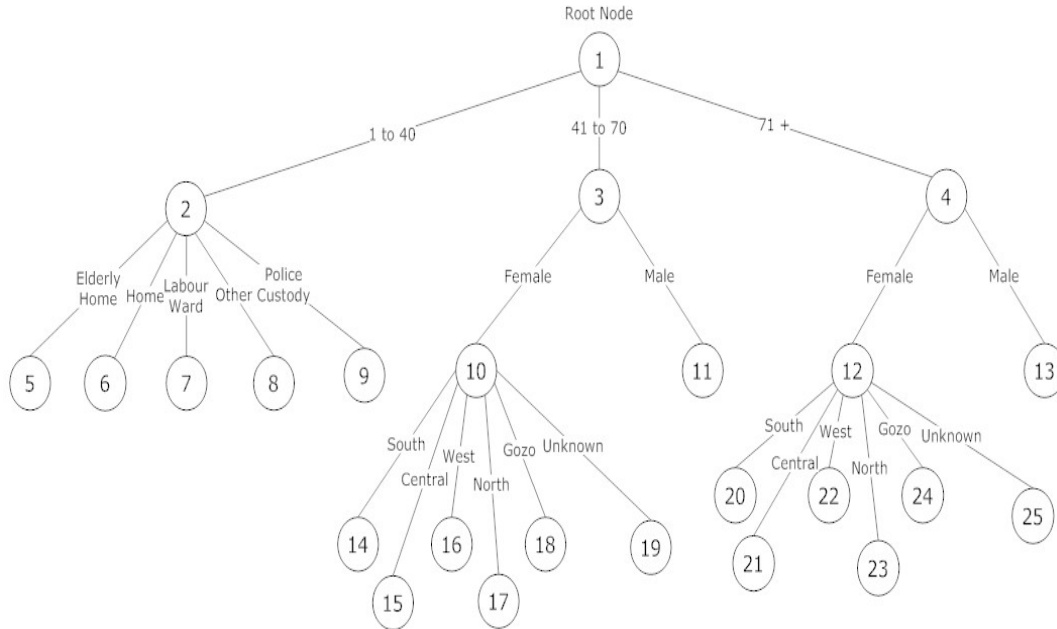 Root Node
1
1 to 40
41 to 70
71 +
2
3
4
Elderly
Home
Home
Labour
Ward
Other Custody
Police
Female
Male
Female
Male
5
6
7
8
9
10
11
12
13
South
Central
West
North
Gozo
Unknown
South
Central
West
North
Gozo
Unknown
14
15
16
17
18
19
20
21
22
23
24
25